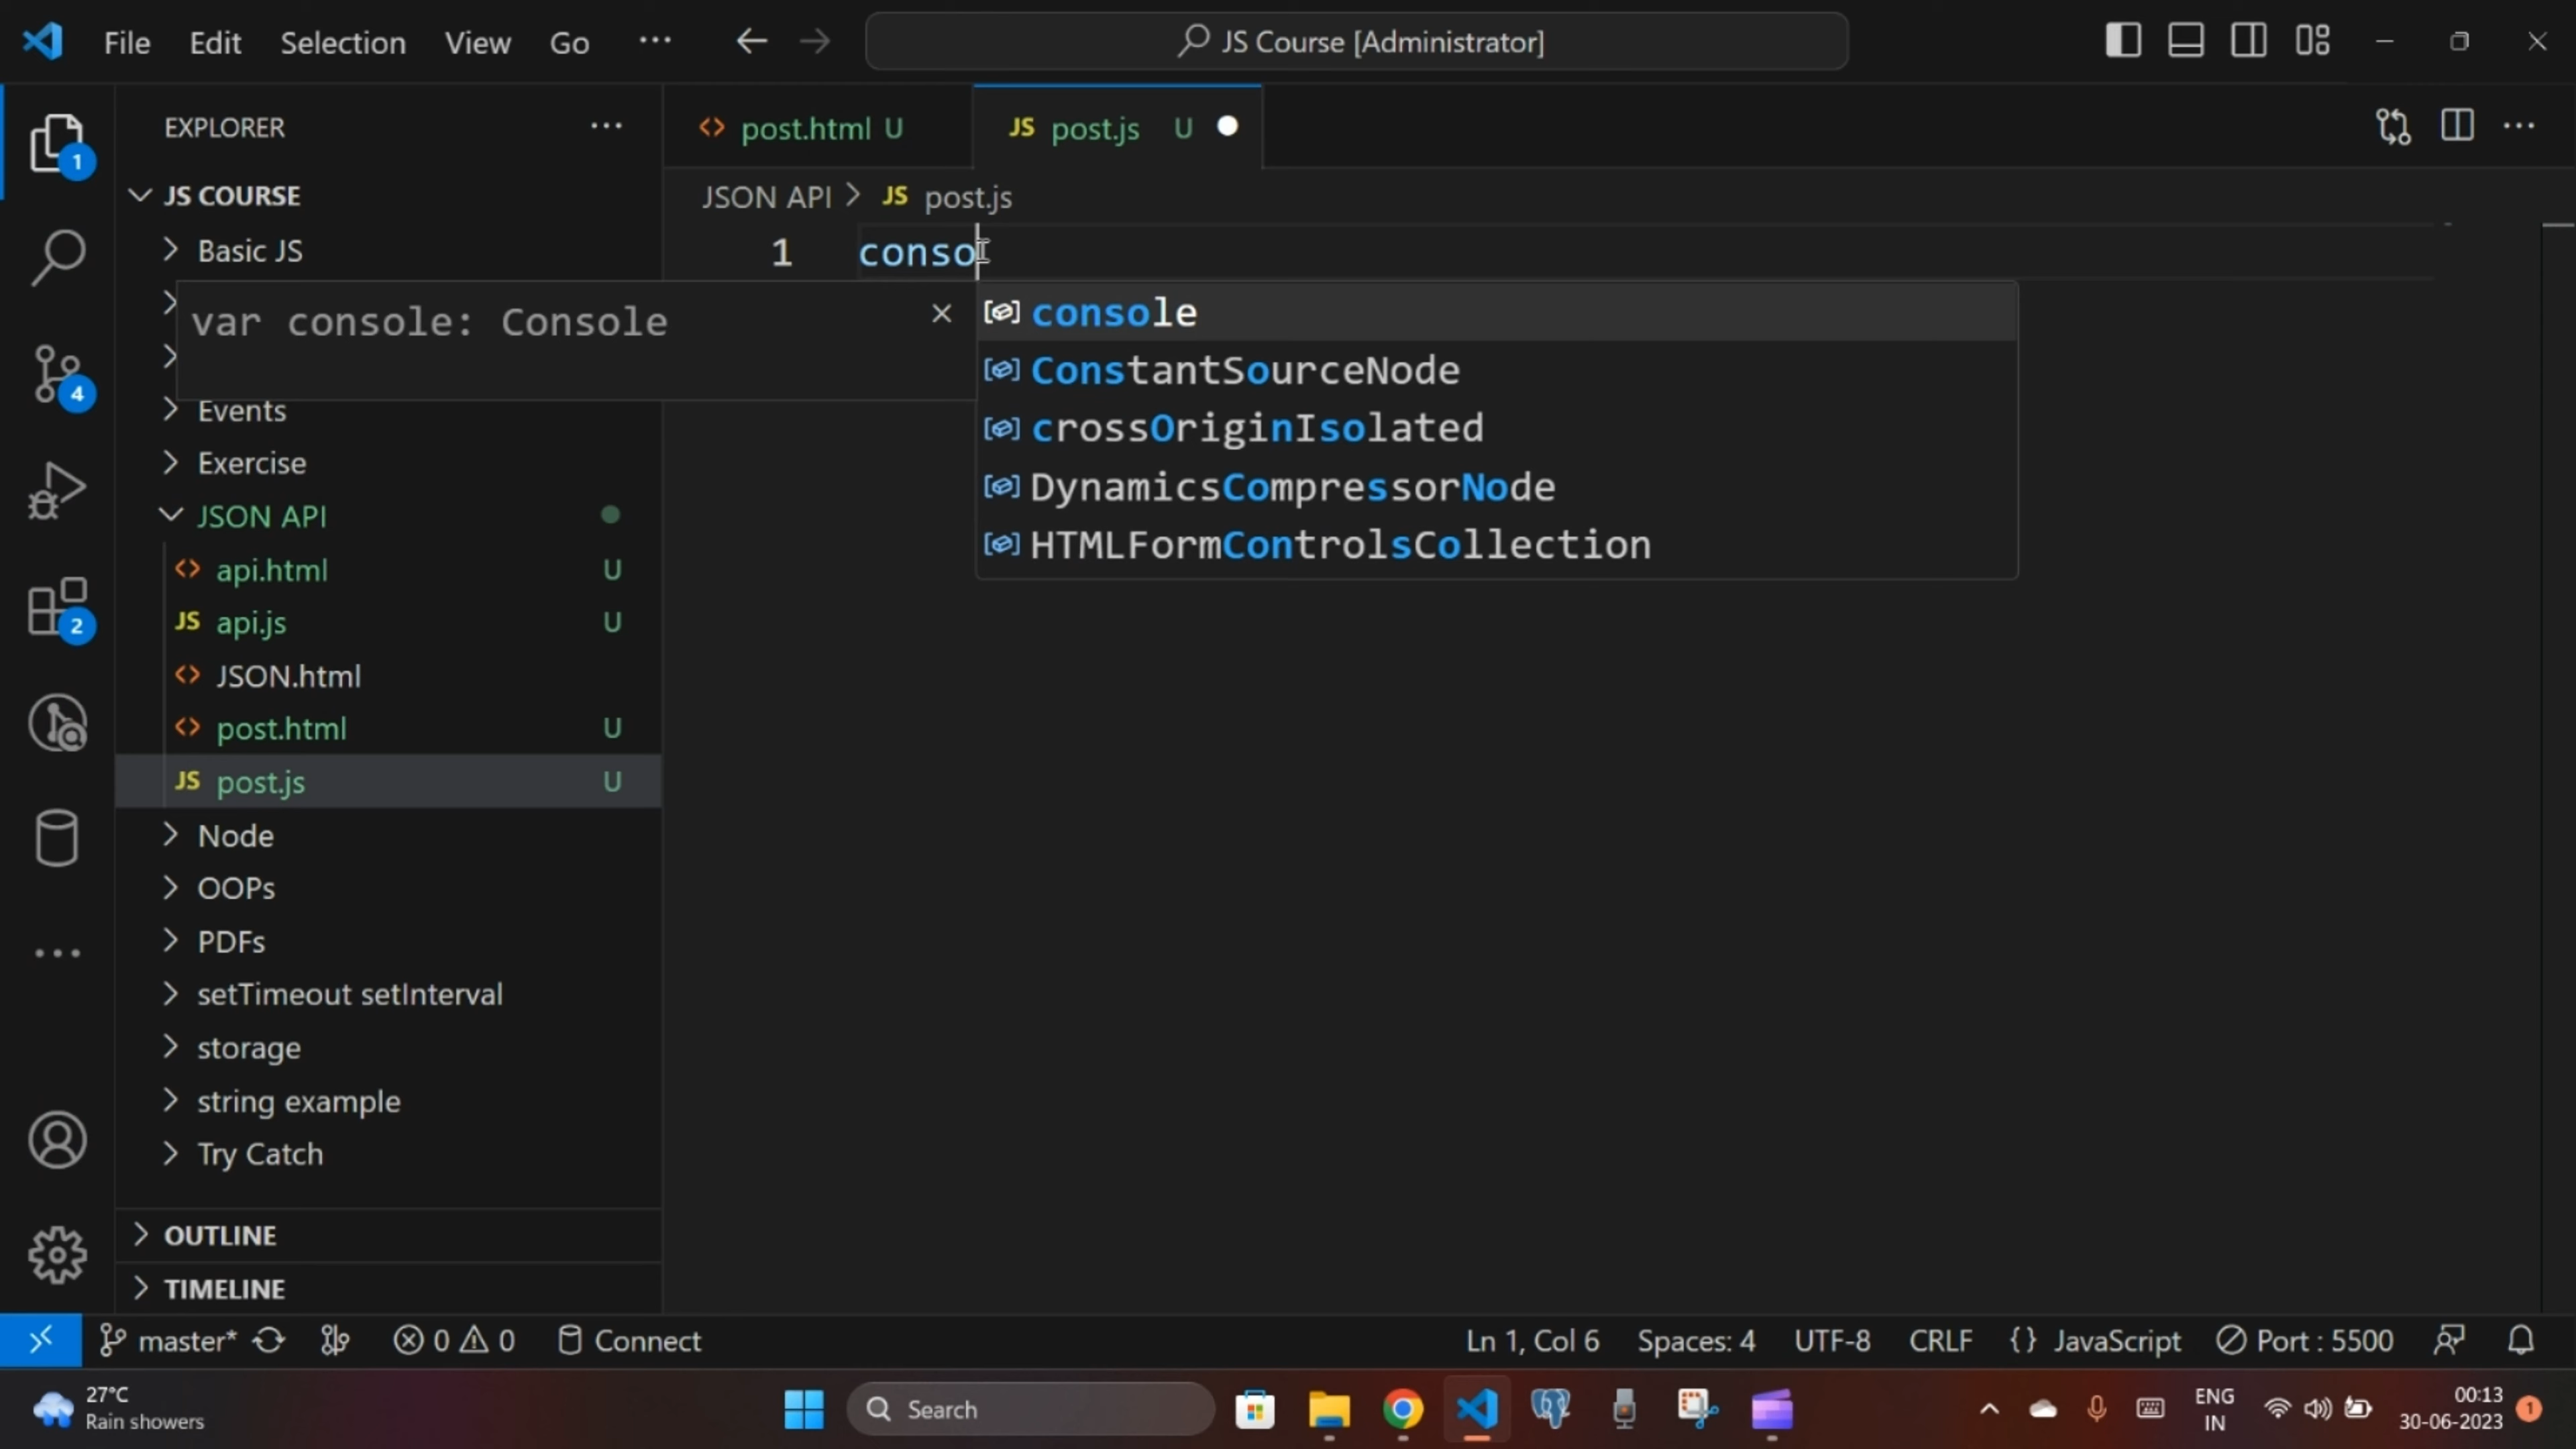 File Edit Selection View Go ···
JS Course [Administrator]
EXPLORER ···
1
JS COURSE
Basic JS
Events
Exercise
JSON API
<> api.html U
JS api.js U
<> JSON.html
<> post.html U
JS post.js U
Node
OOPs
PDFs
setTimeout setInterval
storage
string example
Try Catch
OUTLINE
TIMELINE
4
2
<> post.html U
JS post.js U
JSON API > JS post.js
1 conso
var console: Console
console
ConstantSourceNode
crossOriginIsolated
DynamicsCompressorNode
HTMLFormControlsCollection
master* 0 0 Connect
Ln 1, Col 6 Spaces: 4 UTF-8 CRLF {} JavaScript Port : 5500
27°C
Rain showers
Search
ENG
IN
00:13
30-06-2023
1